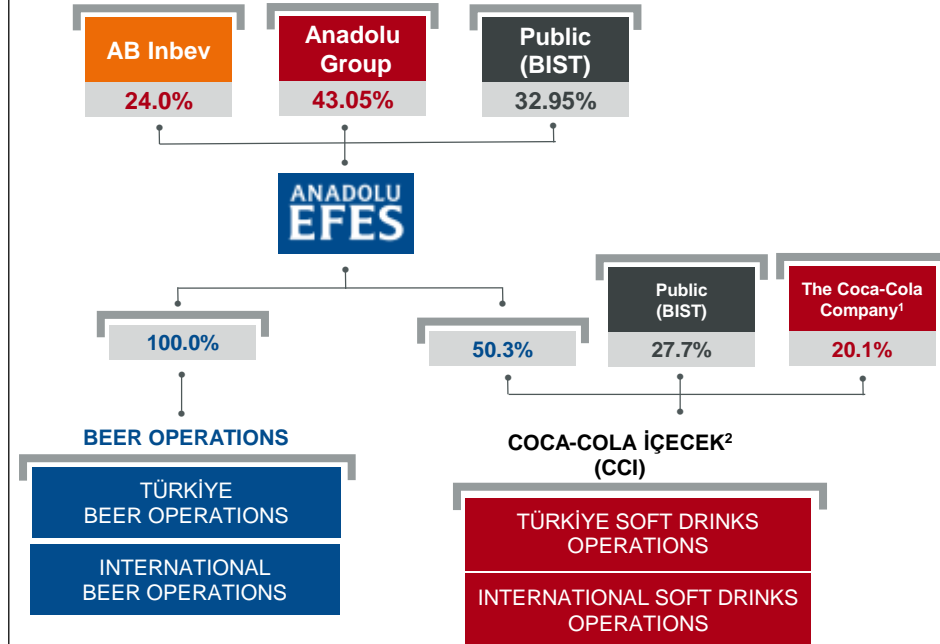 AB Inbev
24.0%
Anadolu
Group
43.05%
Public
(BIST)
32.95%
ANADOLU
EFES
100.0%
50.3%
Public
(BIST)
27.7%
The Coca-Cola
Company¹
20.1%
BEER OPERATIONS
TÜRKİYE
BEER OPERATIONS
INTERNATIONAL
BEER OPERATIONS
COCA-COLA İÇECEK²
(CCI)
TÜRKİYE SOFT DRINKS
OPERATIONS
INTERNATIONAL SOFT DRINKS
OPERATIONS